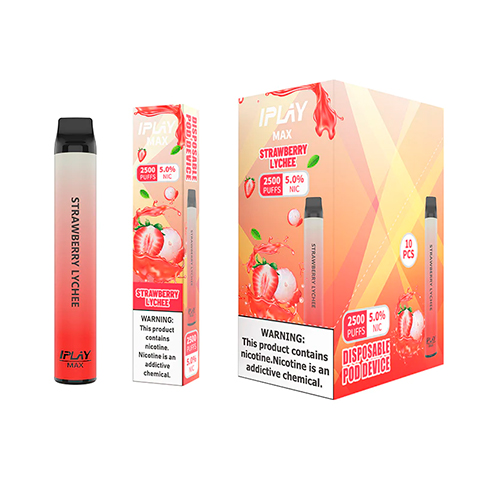 STRAWBERRY LYCHEE
IPLAY
MAX
IPLAY
MAX
DISPOSABLE
POD DEVICE
2500
PUFFS
5.0%
NIC
STRAWBERRY
LYCHEE
WARNING:
This product
contains
nicotine.
Nicotine is an
addictive
chemical.
2500
PUFFS
5.0%
NIC
IPLAY
MAX
STRAWBERRY
LYCHEE
2500
PUFFS
5.0%
NIC
STRAWBERRY LYCHEE
WARNING:
This product contains
nicotine.Nicotine is an
addictive chemical.
10
PCS
STRAWBERRY LYCHEE
2500
PUFFS
5.0%
NIC
DISPOSABLE
POD DEVICE